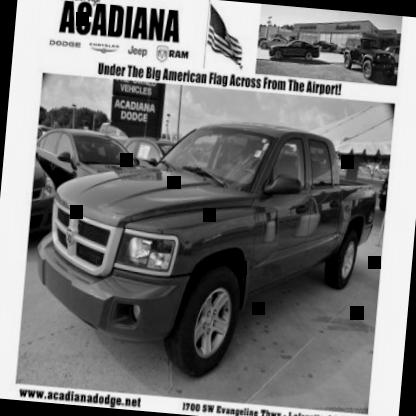 ACADIANA
DODGE CHRYSLER Jeep RAM
Under The Big American Flag Across From The Airport!
VEHICLES
ACADIANA
DODGE
www.acadianadodge.net
1700 SW Evangeline Thwy -